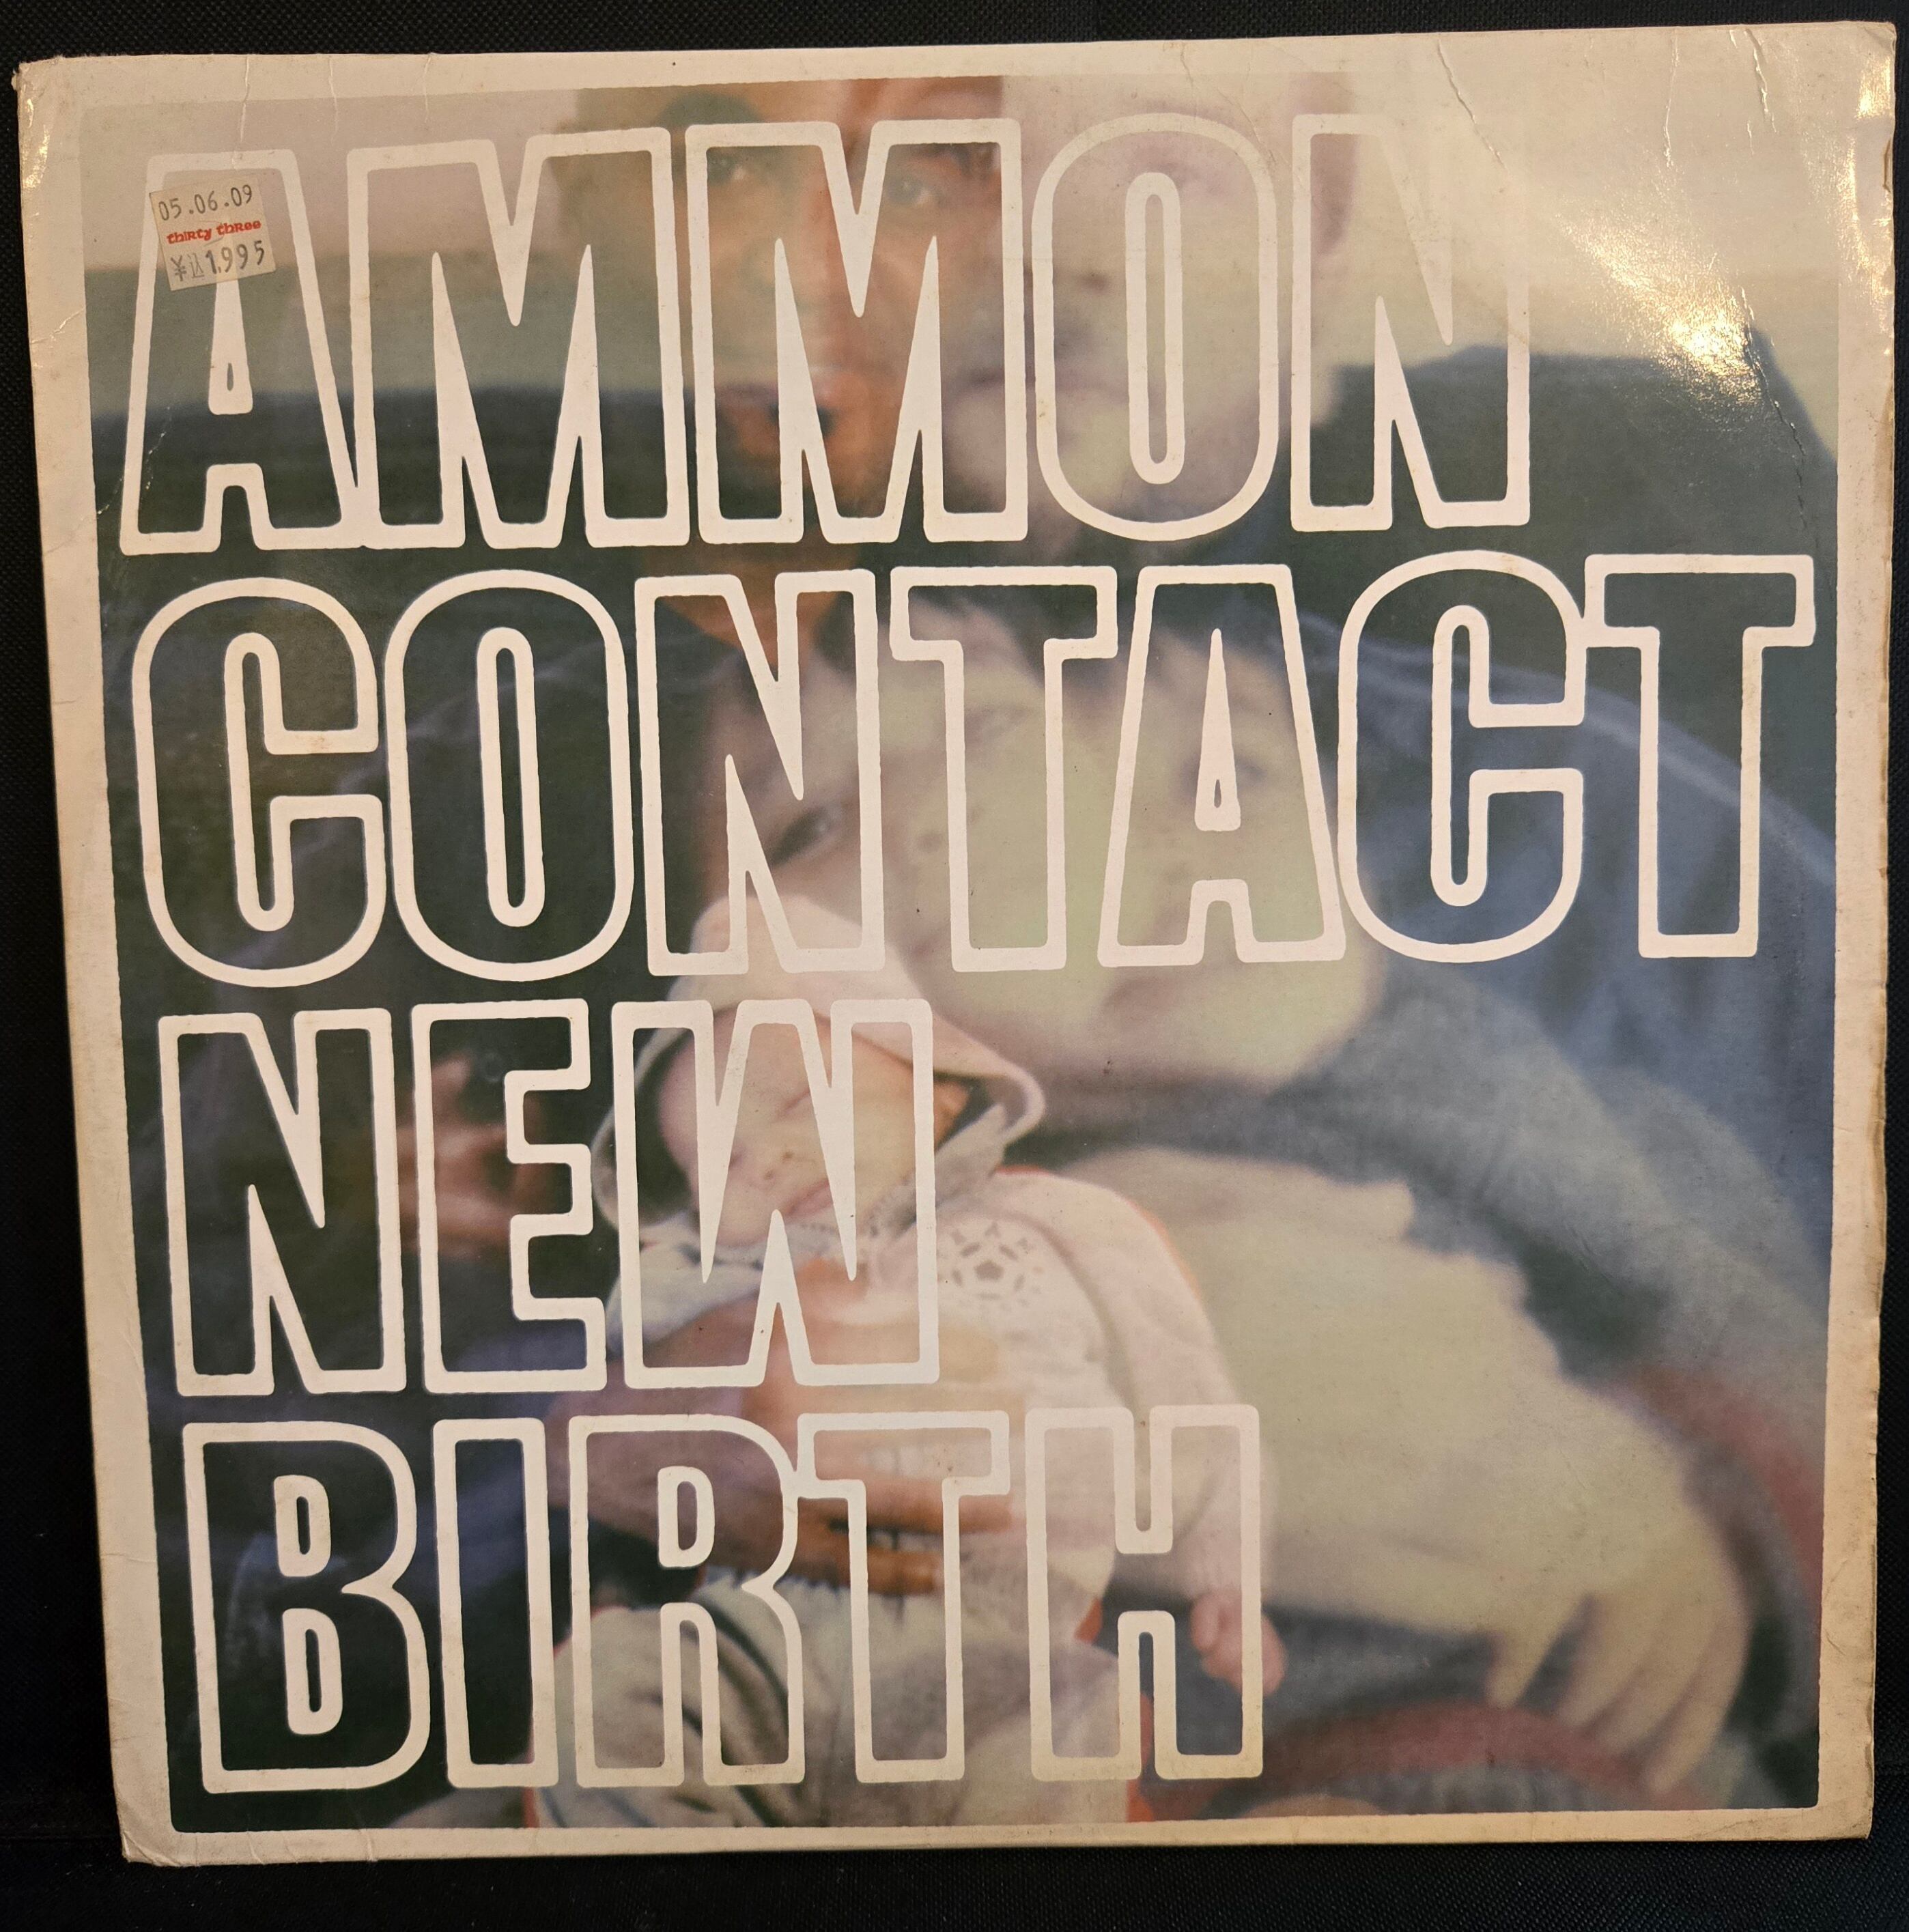 AMMON
05.06.09
thirty three
¥込1,995
CONTACT
NEW
BIRTH